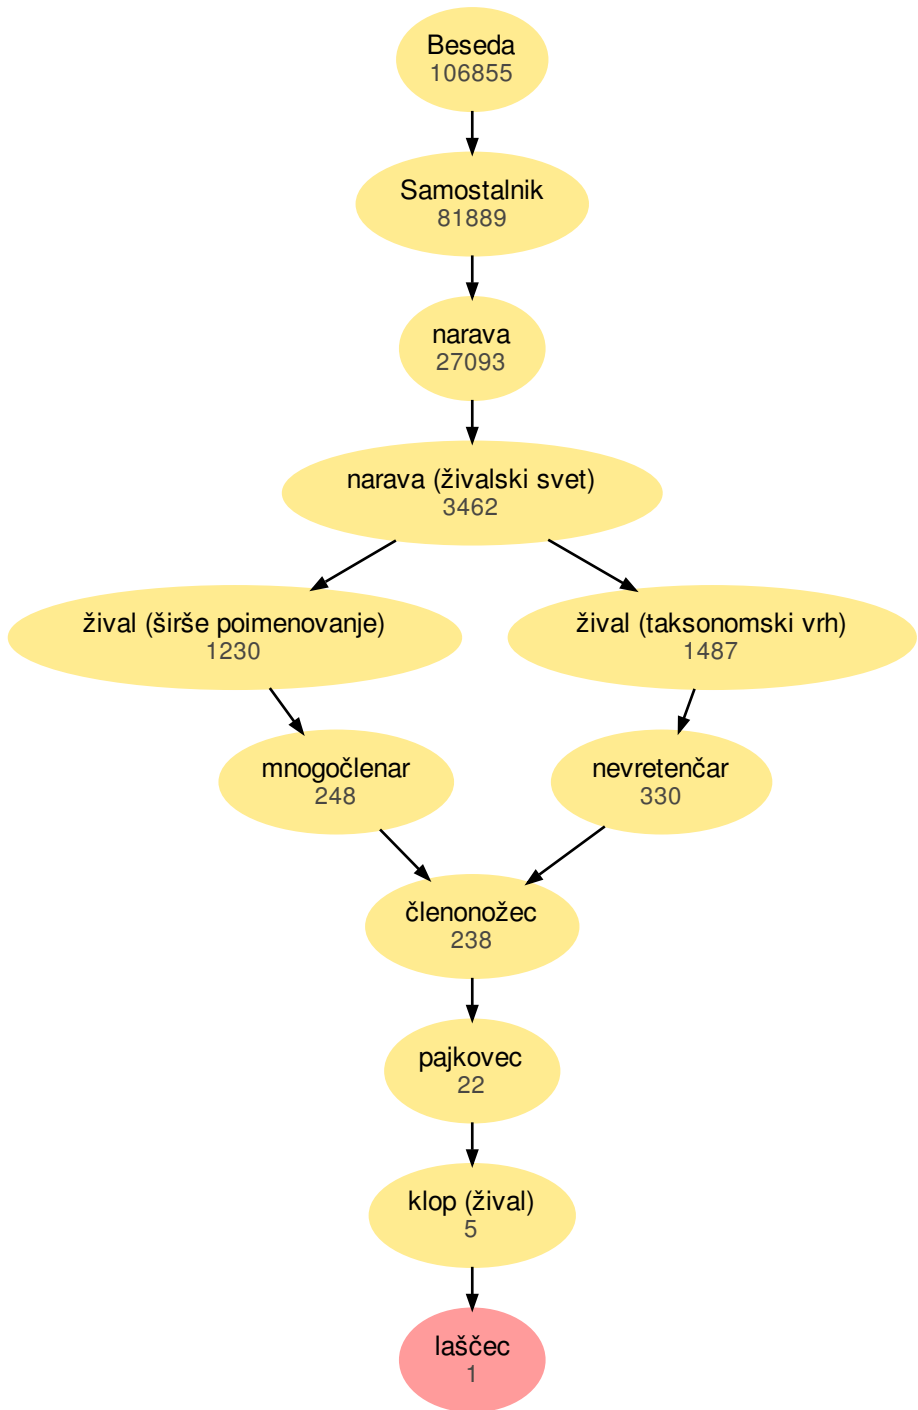 Beseda
106855
Samostalnik
81889
narava
27093
narava (živalski svet)
3462
žival (širše poimenovanje)
1230
žival (taksonomski vrh)
1487
mnogočlenar
248
nevretenčar
330
členonožec
238
pajkovec
22
klop (žival)
5
laščec
1